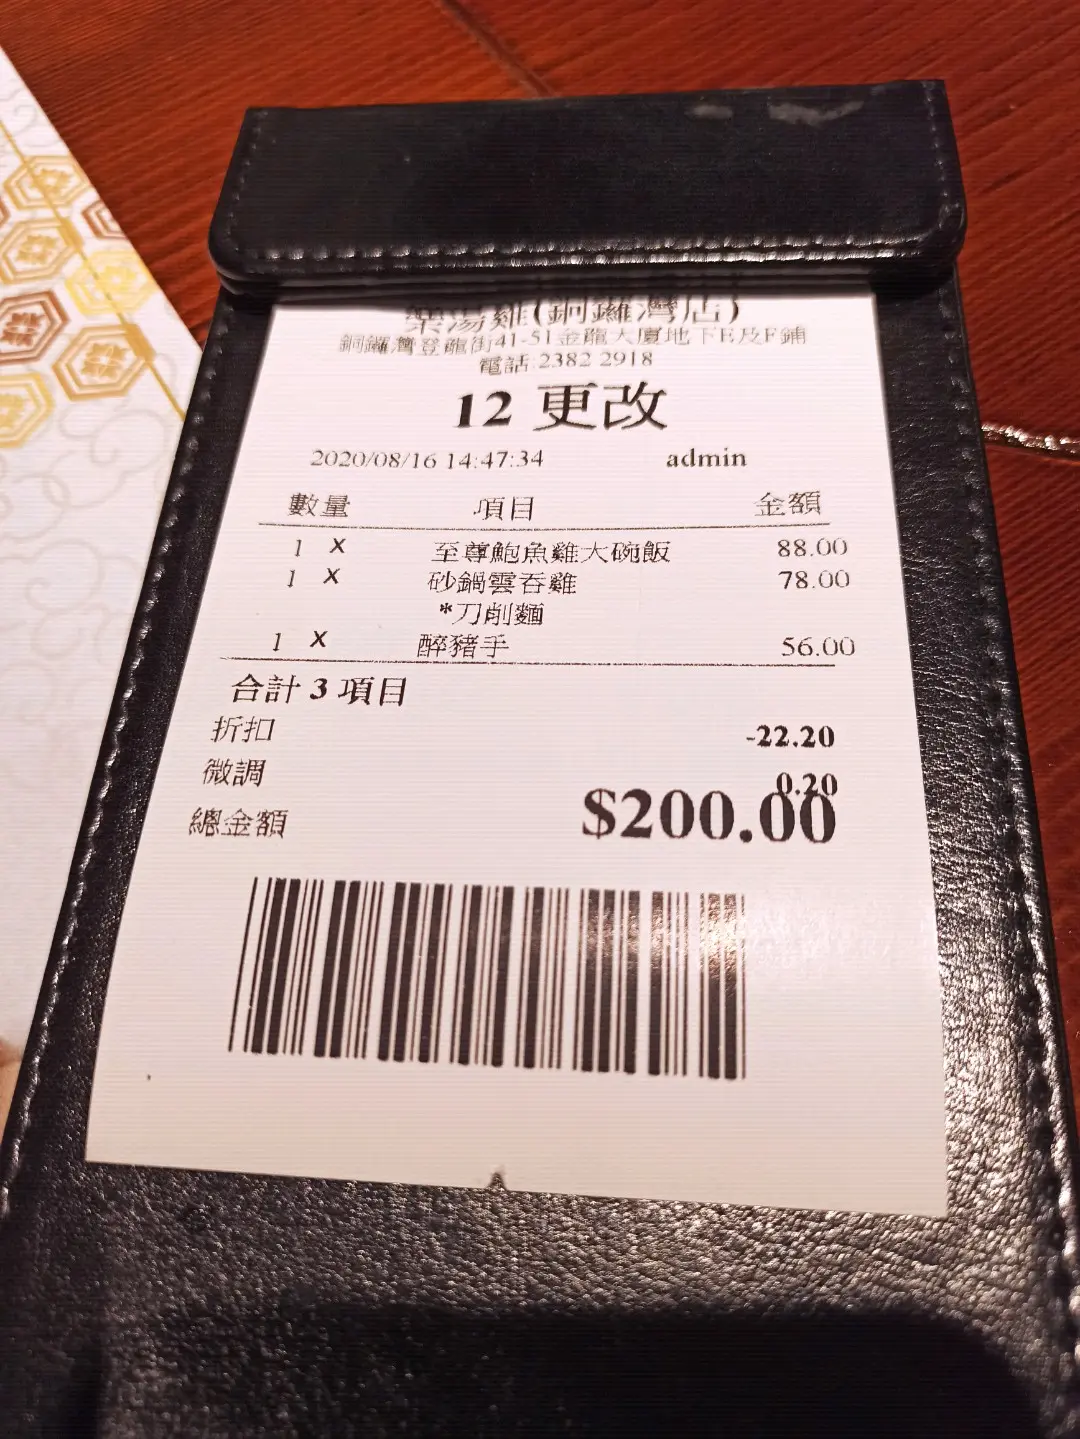 湯雞(銅鑼灣店)
銅鑼灣登龍街41-51金龍大廈地下E及F鋪
電話:2382 2918
12 更改
2020/08/16 14:47:34 admin
數量 項目 金額
1 X 至尊鮑魚雞大碗飯 88.00
1 X 砂鍋雲吞雞 78.00
*刀削麵
1 X 醉豬手 56.00
合計 3 項目
折扣 -22.20
微調 0.20
總金額 $200.00